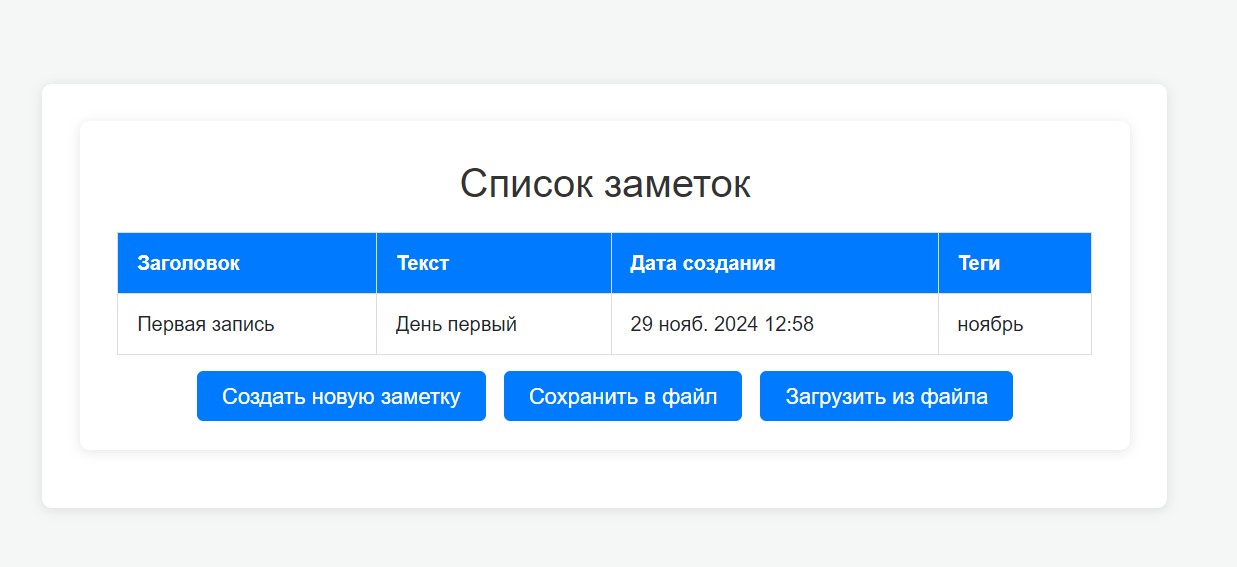 Список заметок
Заголовок Текст Дата создания Теги
Первая запись День первый 29 нояб. 2024 12:58 ноябрь
Создать новую заметку Сохранить в файл Загрузить из файла